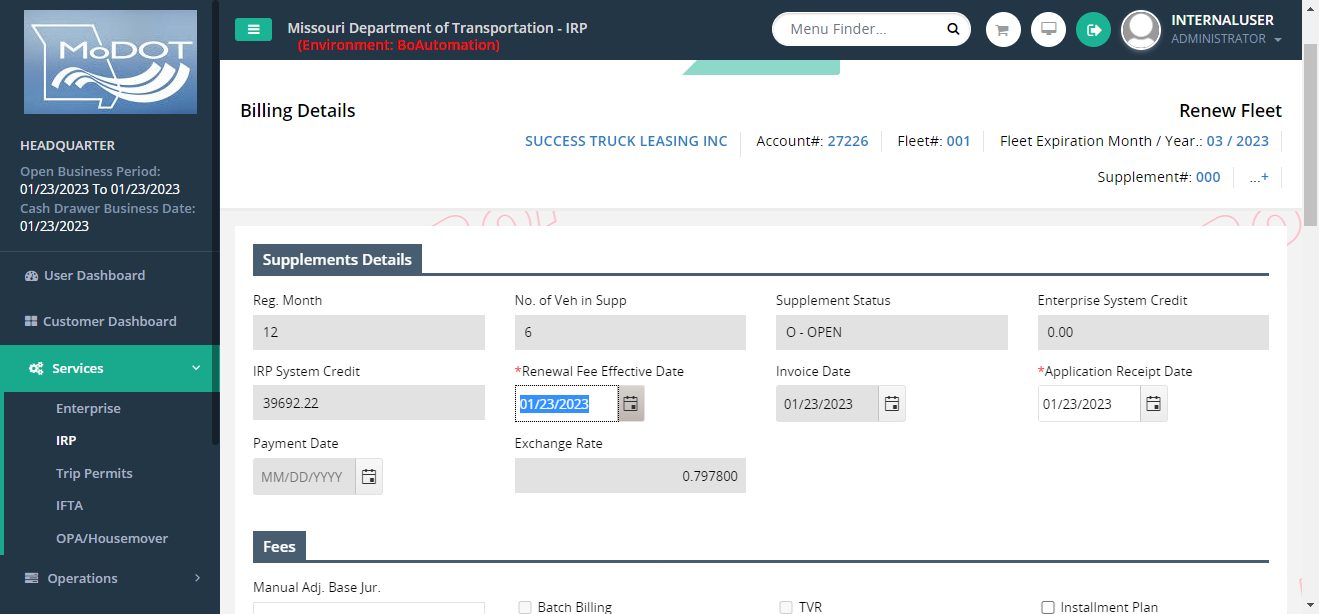 MoDOT
Missouri Department of Transportation - IRP
(Environment: BoAutomation)
Menu Finder...
INTERNALUSER
ADMINISTRATOR
HEADQUARTER
Open Business Period:
01/23/2023 To 01/23/2023
Cash Drawer Business Date:
01/23/2023
User Dashboard
Customer Dashboard
Services
Enterprise
IRP
Trip Permits
IFTA
OPA/Housemover
Operations
Billing Details
Renew Fleet
SUCCESS TRUCK LEASING INC Account#: 27226 Fleet#: 001 Fleet Expiration Month / Year.: 03 / 2023
Supplement#: 000 ...+
Supplements Details
Reg. Month No. of Veh in Supp Supplement Status Enterprise System Credit
12 6 O - OPEN 0.00
IRP System Credit *Renewal Fee Effective Date Invoice Date *Application Receipt Date
39692.22 01/23/2023 01/23/2023 01/23/2023
Payment Date Exchange Rate
MM/DD/YYYY 0.797800
Fees
Manual Adj. Base Jur.
Batch Billing TVR Installment Plan